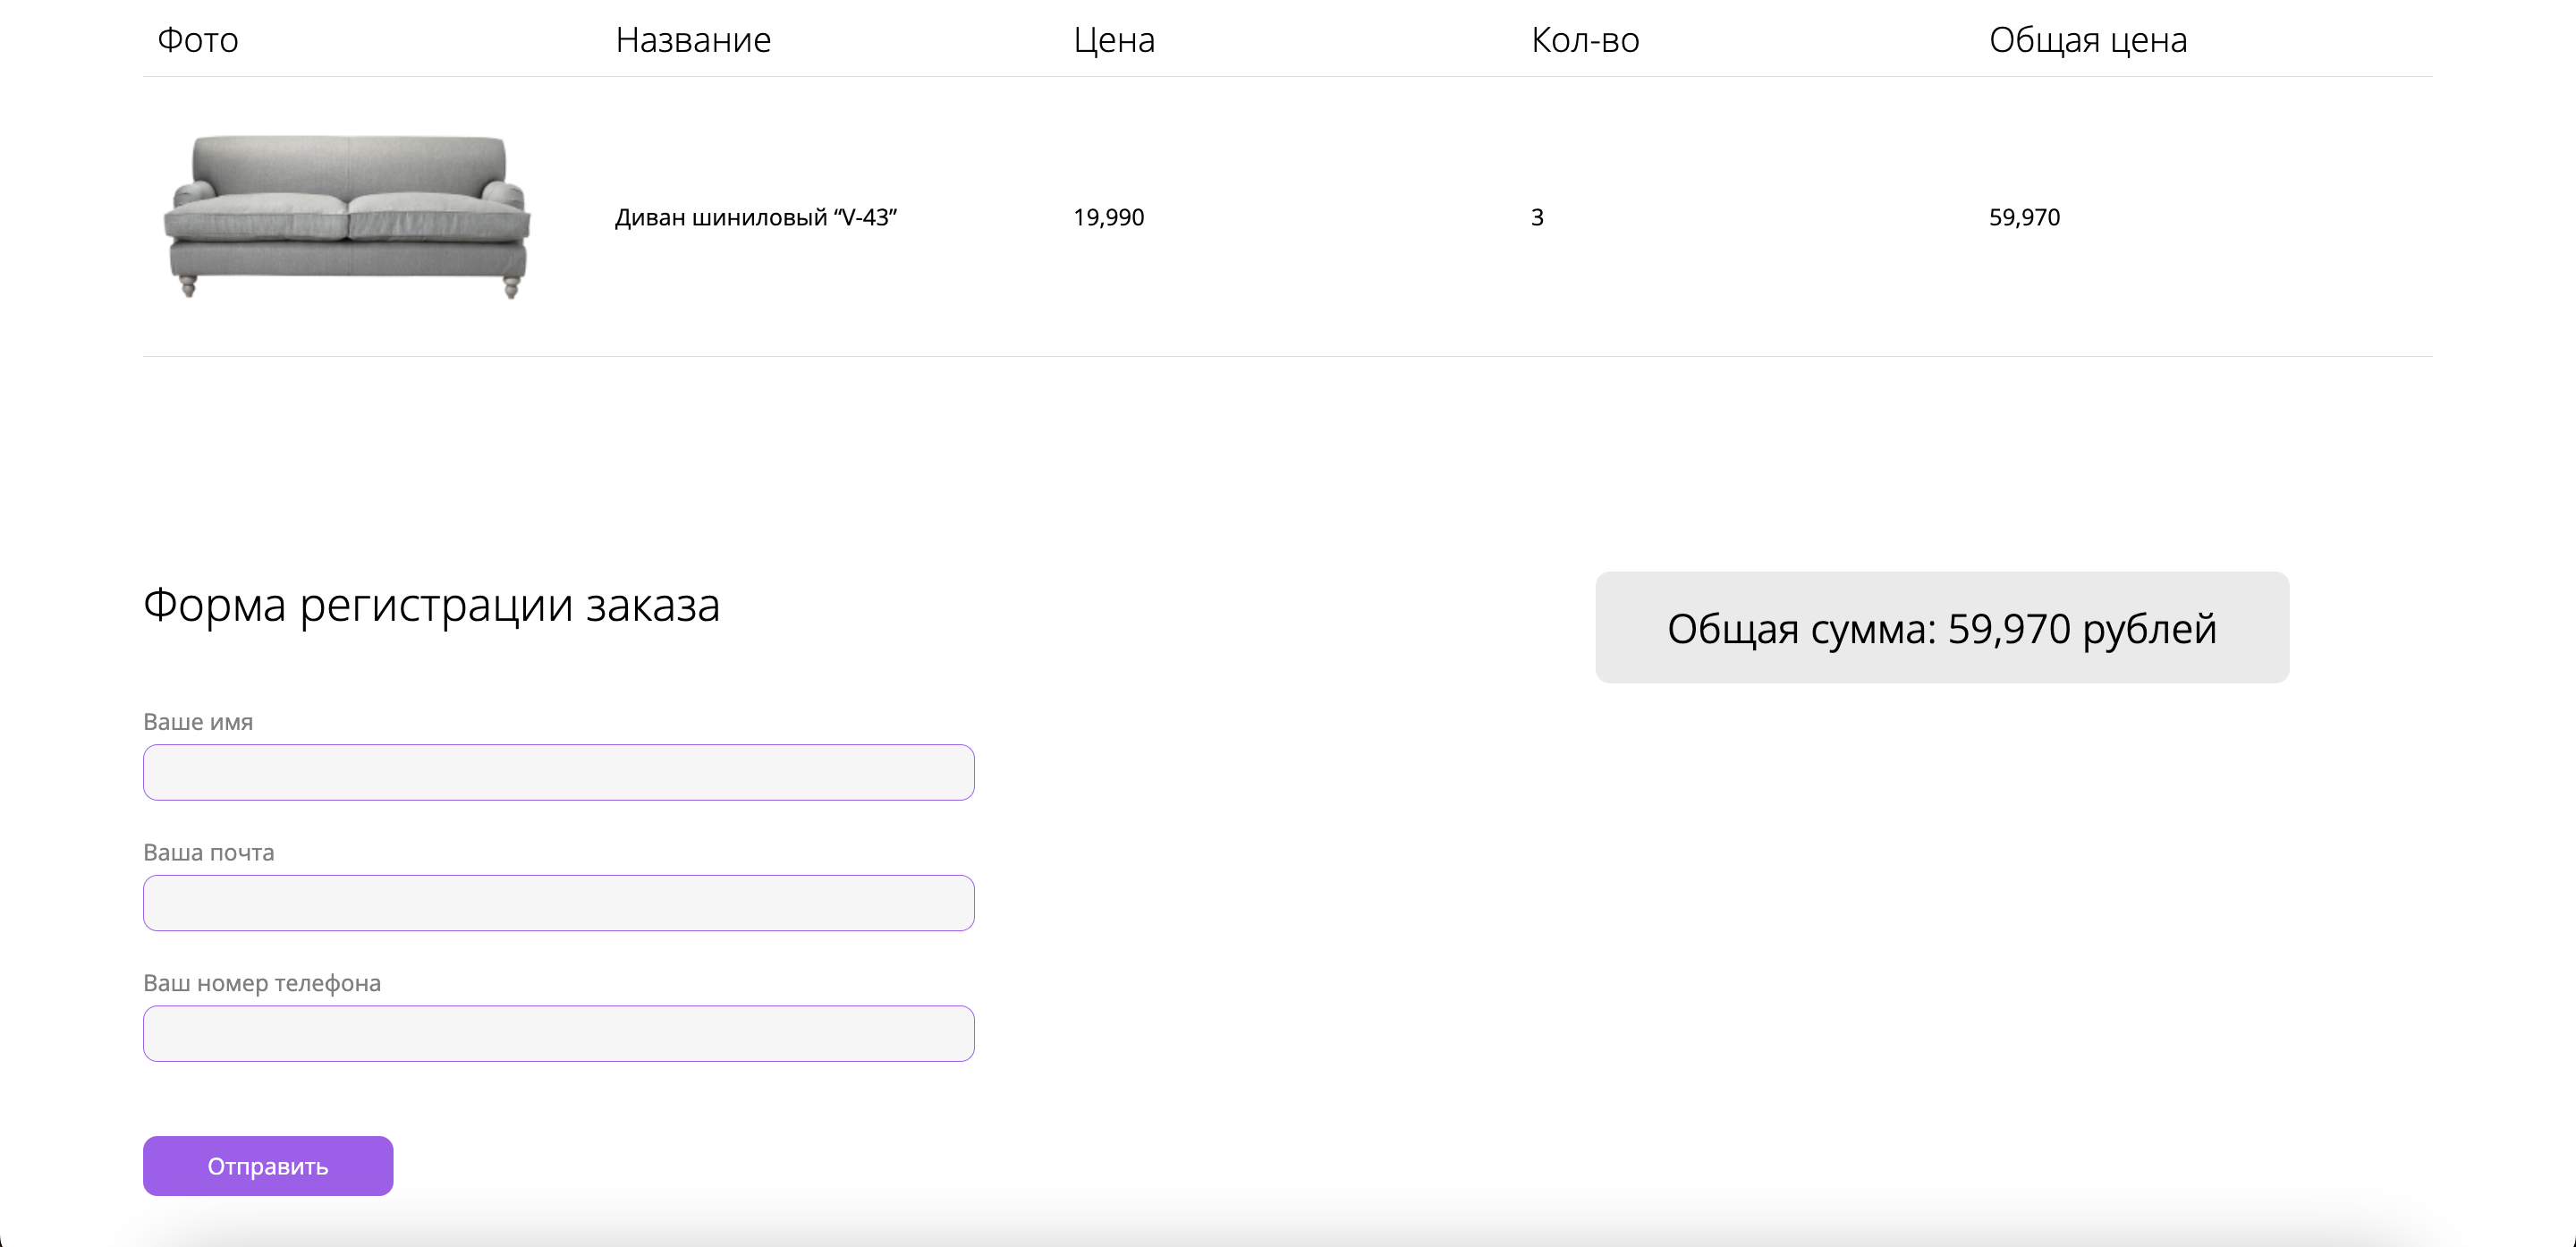 Фото Название Цена Кол-во Общая цена
Диван шиниловый “V-43” 19,990 3 59,970
Форма регистрации заказа
Общая сумма: 59,970 рублей
Ваше имя
Ваша почта
Ваш номер телефона
Отправить